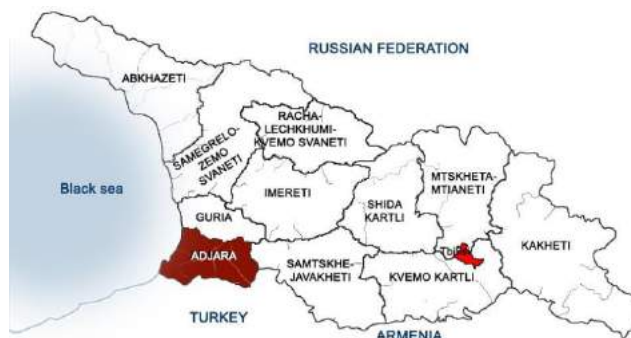 RUSSIAN FEDERATION
ABKHAZETI
RACHA-
LECHKHUMI-
KVEMO SVANETI
SAMEGRELO-
ZEMO
SVANETI
MTSKHETA-
MTIANETI
Black sea
IMERETI
SHIDA
KARTLI
GURIA
KAKHETI
ADJARA
SAMTSKHE-
JAVAKHETI
KVEMO KARTLI
TURKEY
ARMENIA